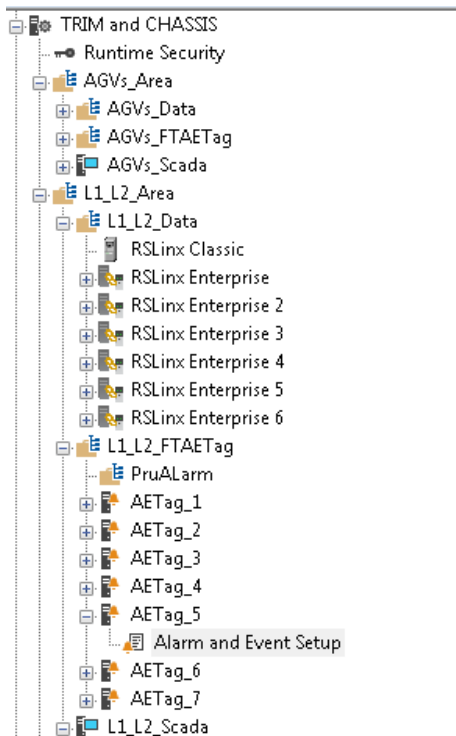 TRIM and CHASSIS
Runtime Security
AGVs_Area
AGVs_Data
AGVs_FTAETag
AGVs_Scada
L1_L2_Area
L1_L2_Data
RSLinx Classic
RSLinx Enterprise
RSLinx Enterprise 2
RSLinx Enterprise 3
RSLinx Enterprise 4
RSLinx Enterprise 5
RSLinx Enterprise 6
L1_L2_FTAETag
PruALarm
AETag_1
AETag_2
AETag_3
AETag_4
AETag_5
Alarm and Event Setup
AETag_6
AETag_7
L1_L2_Scada